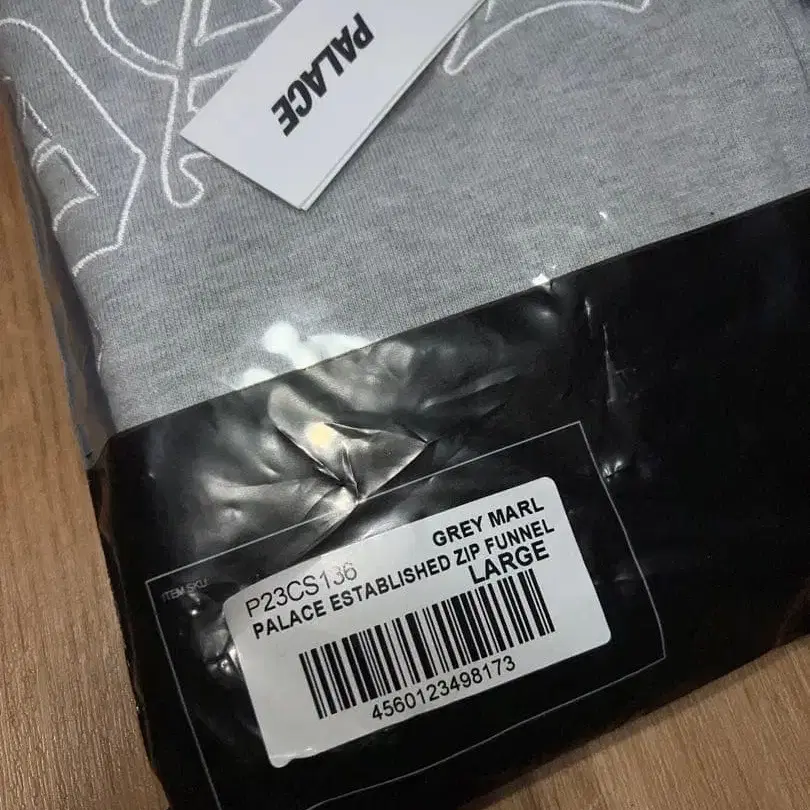 PALACE
ITEM SKU
GREY MARL
P23CS136
PALACE ESTABLISHED ZIP FUNNEL
LARGE
4560123498173